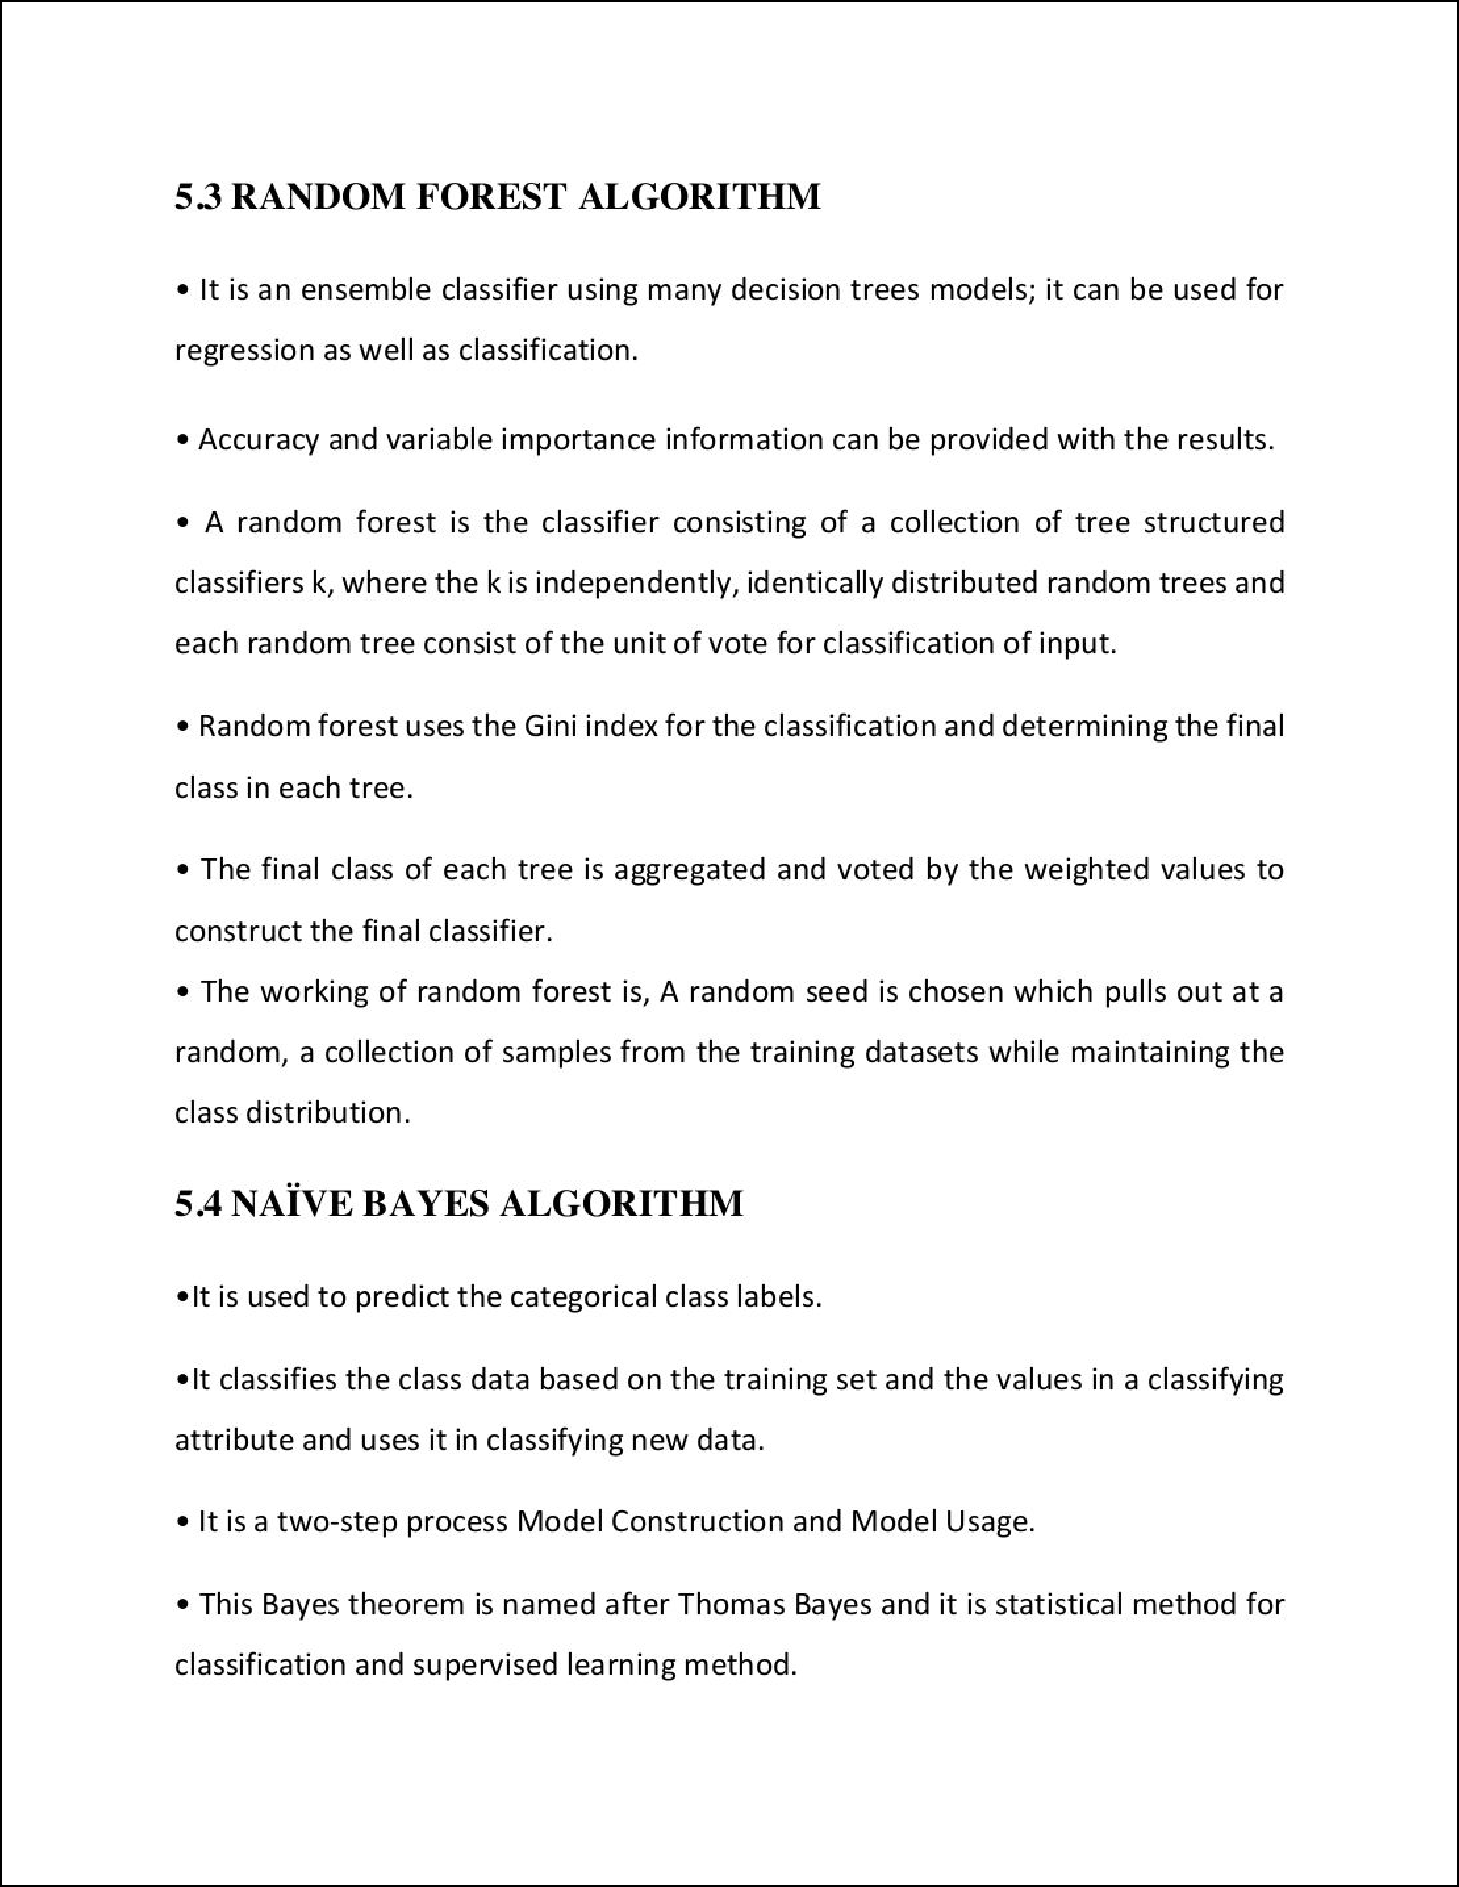 5.3 RANDOM FOREST ALGORITHM
• It is an ensemble classifier using many decision trees models; it can be used for
regression as well as classification.
• Accuracy and variable importance information can be provided with the results.
• A random forest is the classifier consisting of a collection of tree structured
classifiers k, where the k is independently, identically distributed random trees and
each random tree consist of the unit of vote for classification of input.
• Random forest uses the Gini index for the classification and determining the final
class in each tree.
• The final class of each tree is aggregated and voted by the weighted values to
construct the final classifier.
• The working of random forest is, A random seed is chosen which pulls out at a
random, a collection of samples from the training datasets while maintaining the
class distribution.
5.4 NAÏVE BAYES ALGORITHM
•It is used to predict the categorical class labels.
•It classifies the class data based on the training set and the values in a classifying
attribute and uses it in classifying new data.
• It is a two-step process Model Construction and Model Usage.
• This Bayes theorem is named after Thomas Bayes and it is statistical method for
classification and supervised learning method.